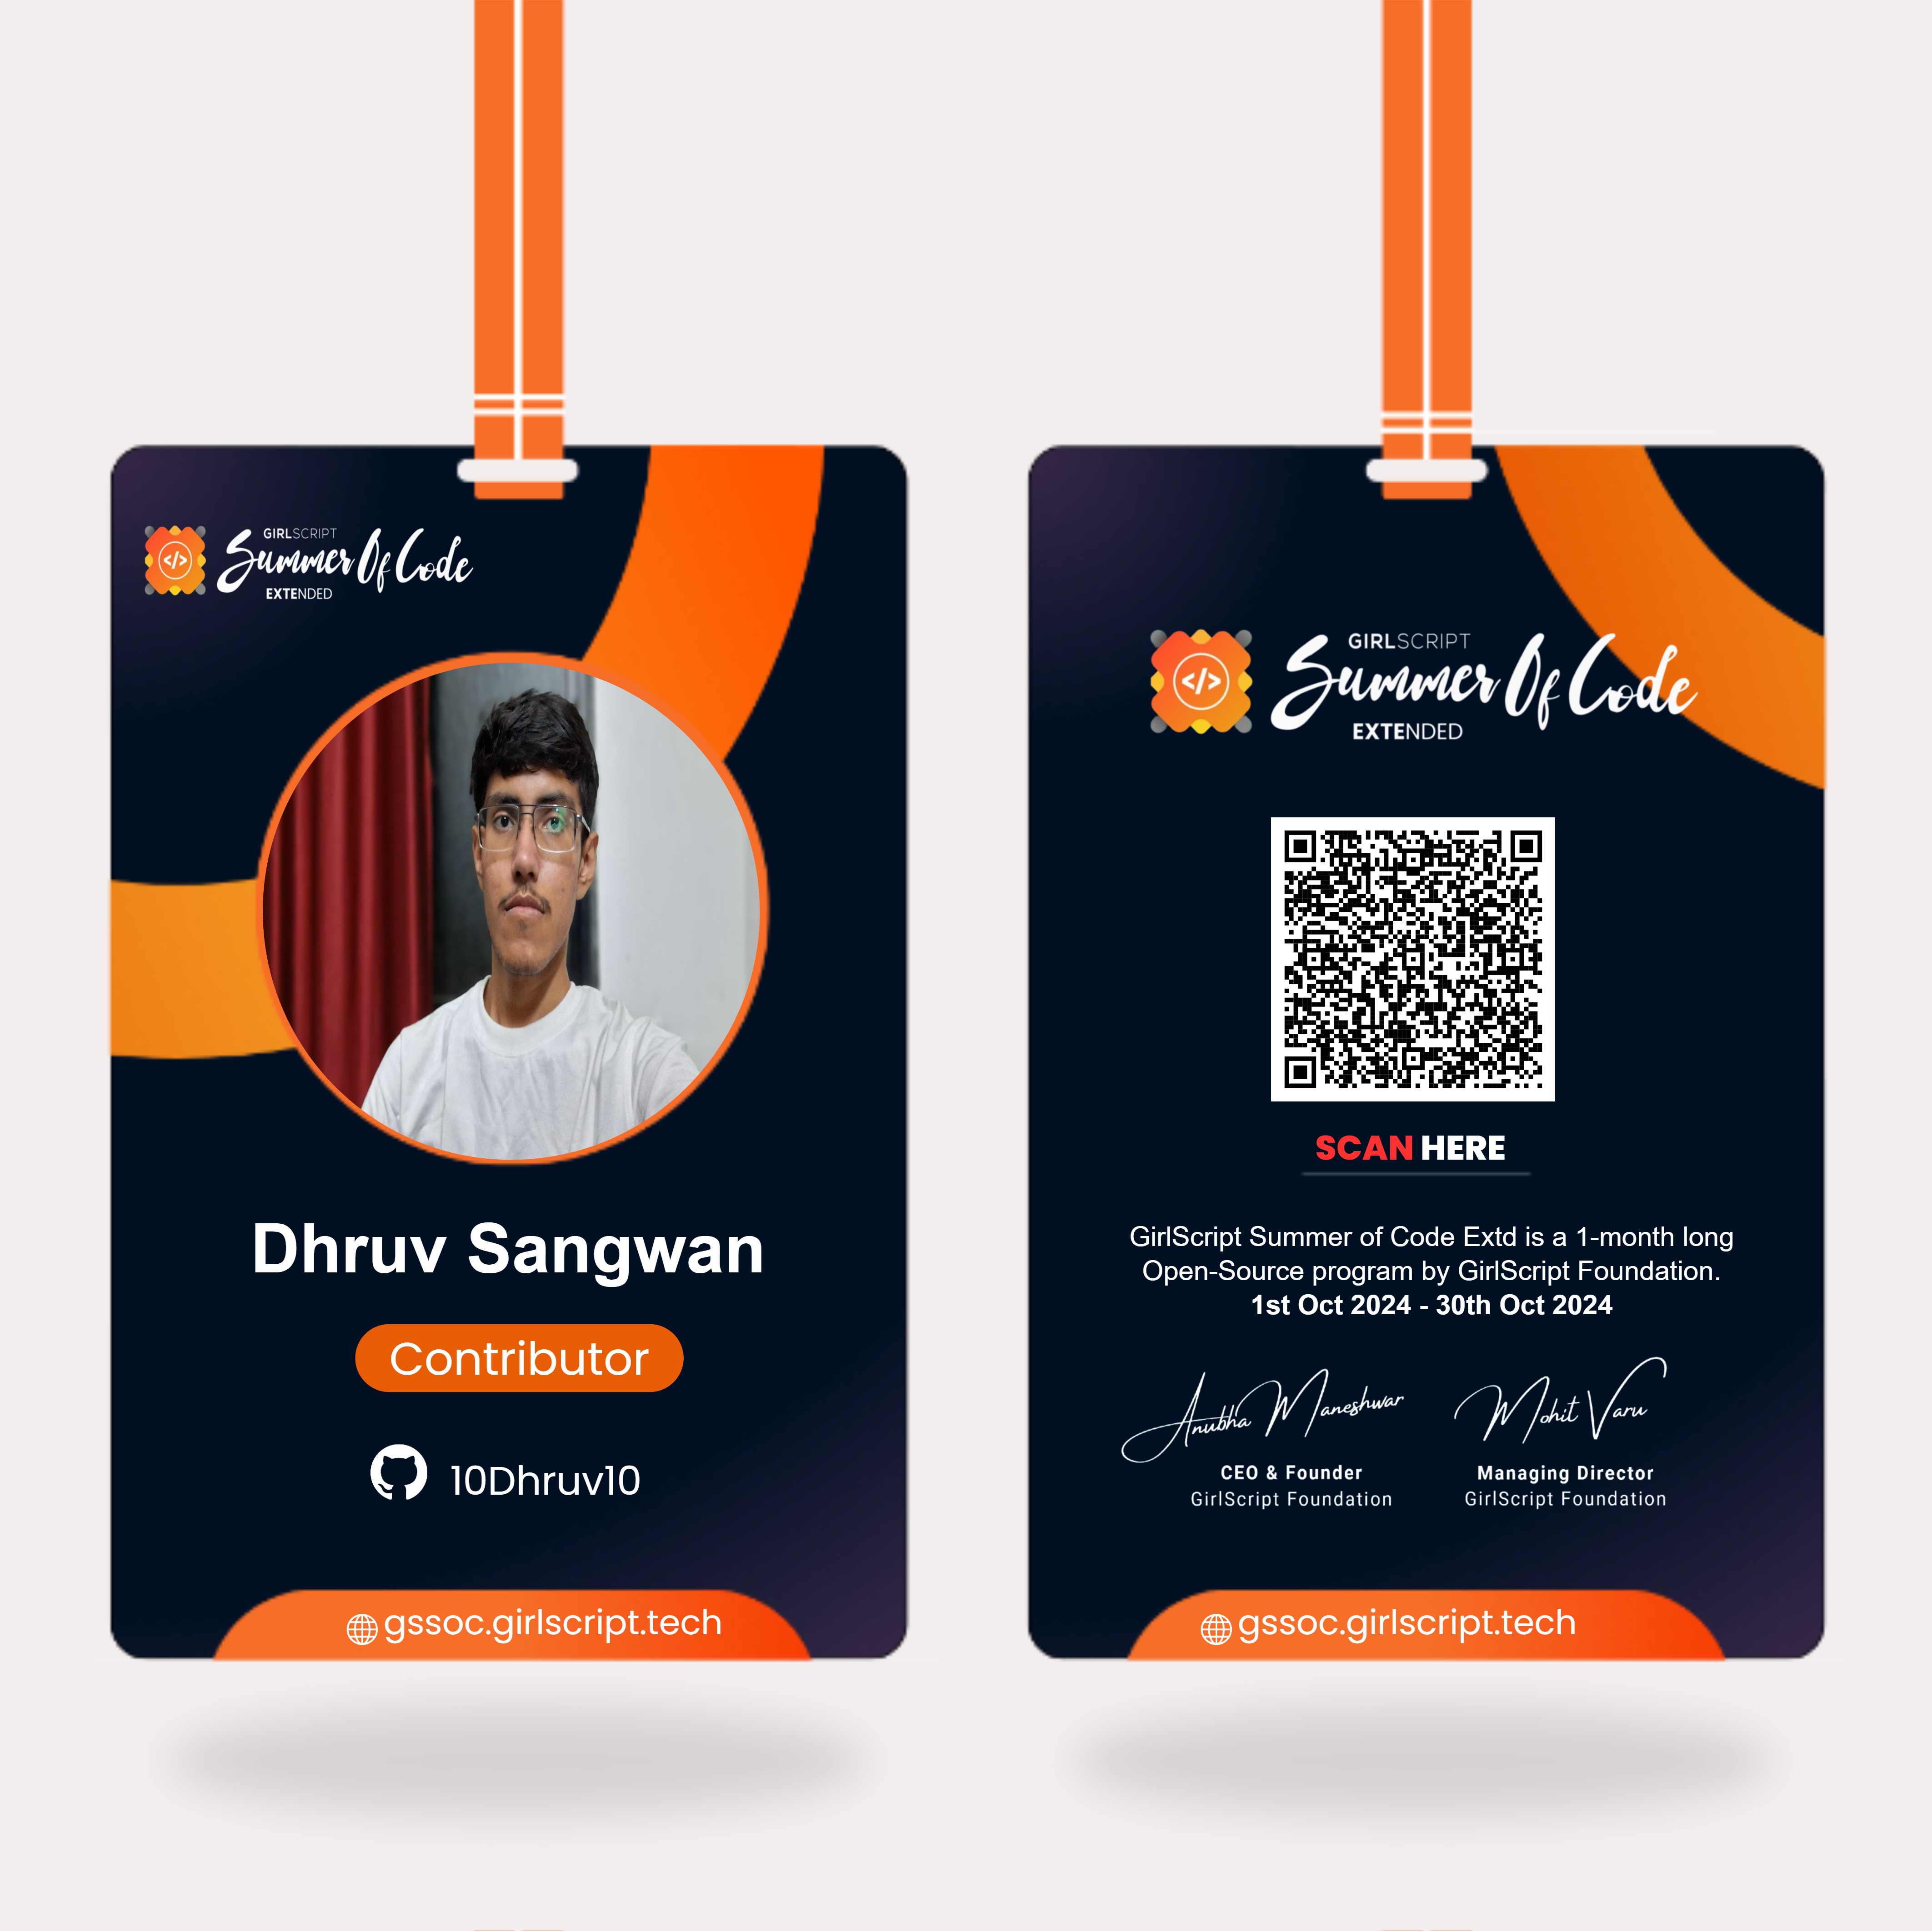 GIRLSCRIPT
Summer Of Code
EXTENDED
Dhruv Sangwan
Contributor
10Dhruv10
gssoc.girlscript.tech
GIRLSCRIPT
</>
Summer Of Code
EXTENDED
SCAN HERE
GirlScript Summer of Code Extd is a 1-month long
Open-Source program by GirlScript Foundation.
1st Oct 2024 - 30th Oct 2024
Anubha Maneshwar
CEO & Founder
GirlScript Foundation
Mohit Varu
Managing Director
GirlScript Foundation
gssoc.girlscript.tech